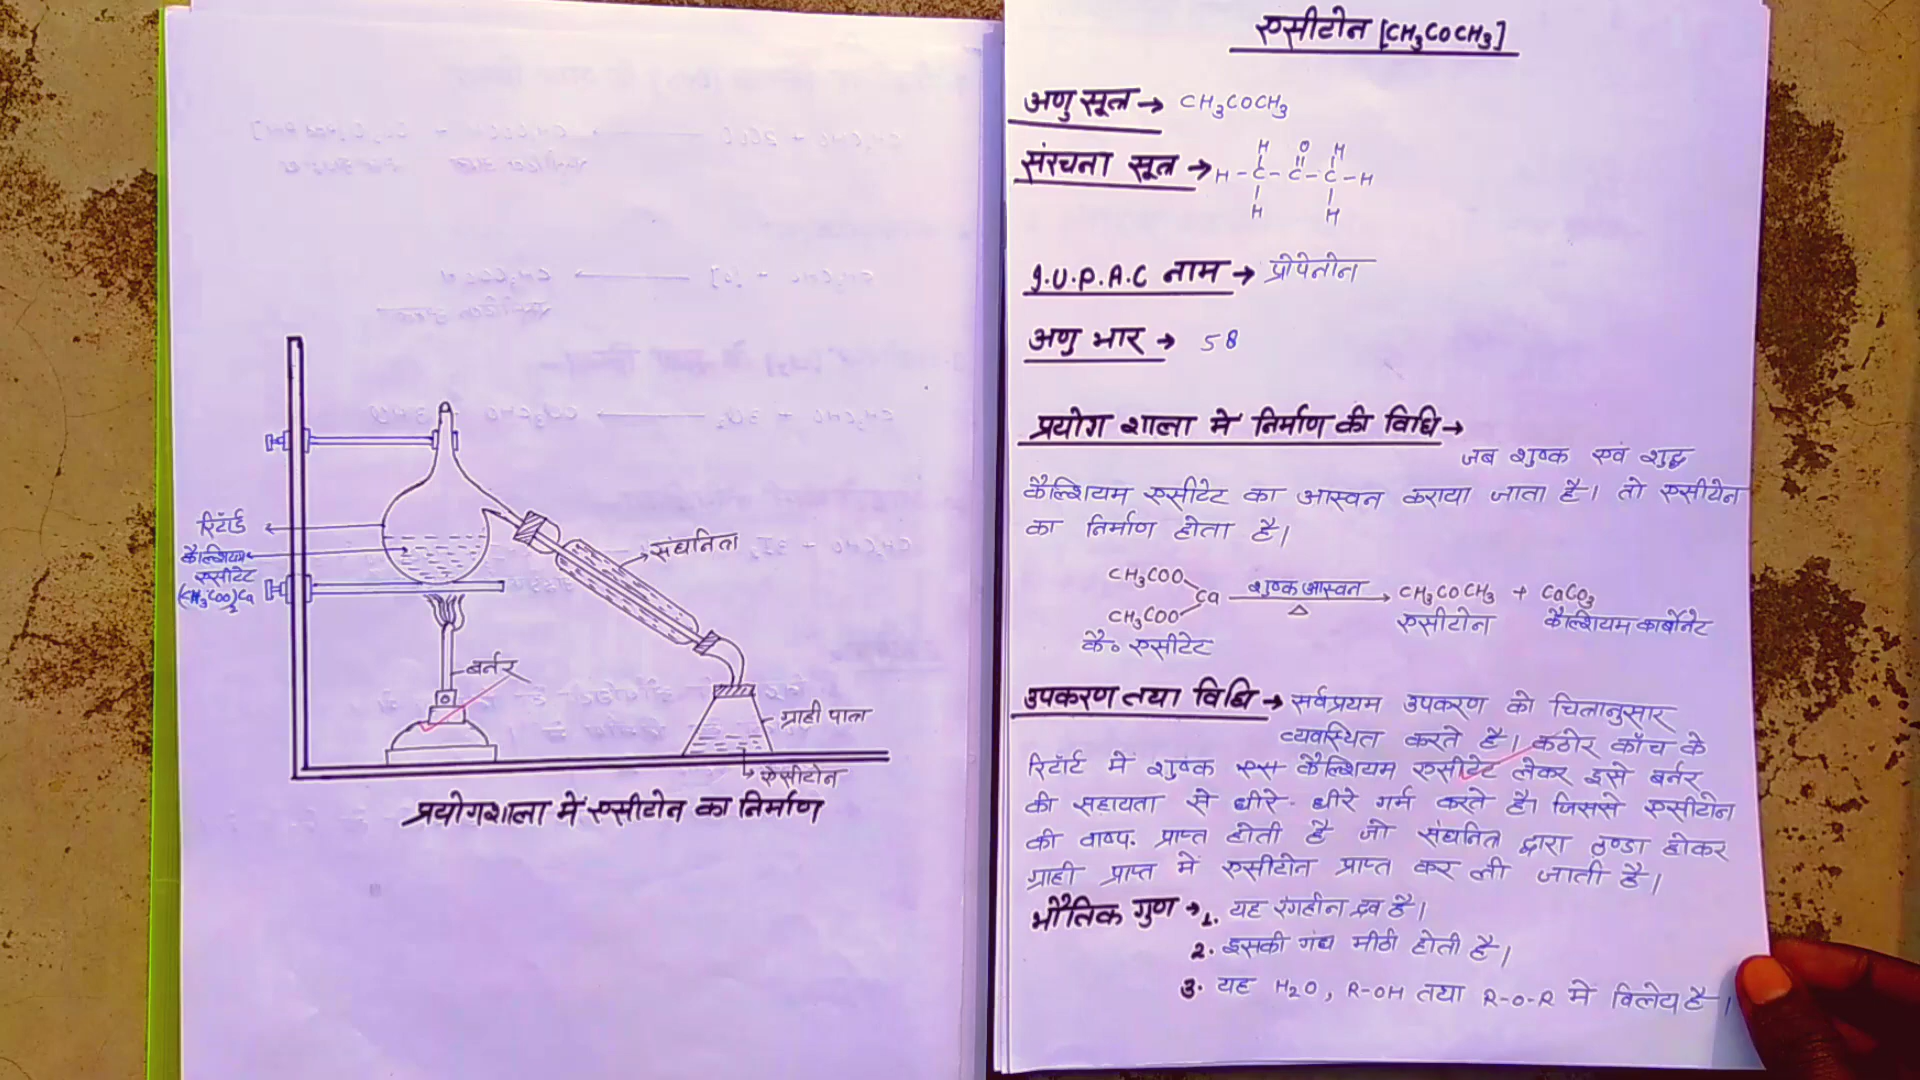 रिटॉर्ड
कैल्शियम
एसीटेट
(CH3COO)2Ca
संघनित्र
बर्नर
ग्राही पात्र
ऐसीटोन
प्रयोगशाला में एसीटोन का निर्माण
एसीटोन [CH3COCH3]
अणु सूत्र → CH3COCH3
संरचना सूत्र →
H O H
H - C - C - C - H
H H
I.U.P.A.C नाम → प्रोपेनोन
अणु भार → 58
प्रयोग शाला में निर्माण की विधि →
जब शुष्क एवं शुद्ध
कैल्शियम एसीटेट का आस्वन कराया जाता है। तो एसीटोन
का निर्माण होता है।
CH3COO
CH3COO
Ca शुष्क आस्वन Δ → CH3COCH3 + CaCO3
कै० एसीटेट एसीटोन कैल्शियम कार्बोनेट
उपकरण तथा विधि → सर्वप्रथम उपकरण को चित्रानुसार
व्यवस्थित करते है। कठोर काँच के
रिटॉर्ट में शुष्क एस कैल्शियम एसीटेट लेकर इसे बर्नर
की सहायता से धीरे - धीरे गर्म करते है। जिससे एसीटोन
की वाष्प. प्राप्त होती है जो संघनित्र द्वारा ठण्डा होकर
ग्राही प्राप्त में एसीटोन प्राप्त कर ली जाती है।
भौतिक गुण → 1. यह रंगहीन द्रव है।
2. इसकी गंध मीठी होती है।
3. यह H2O, R-OH तथा R-O-R में विलेय है।